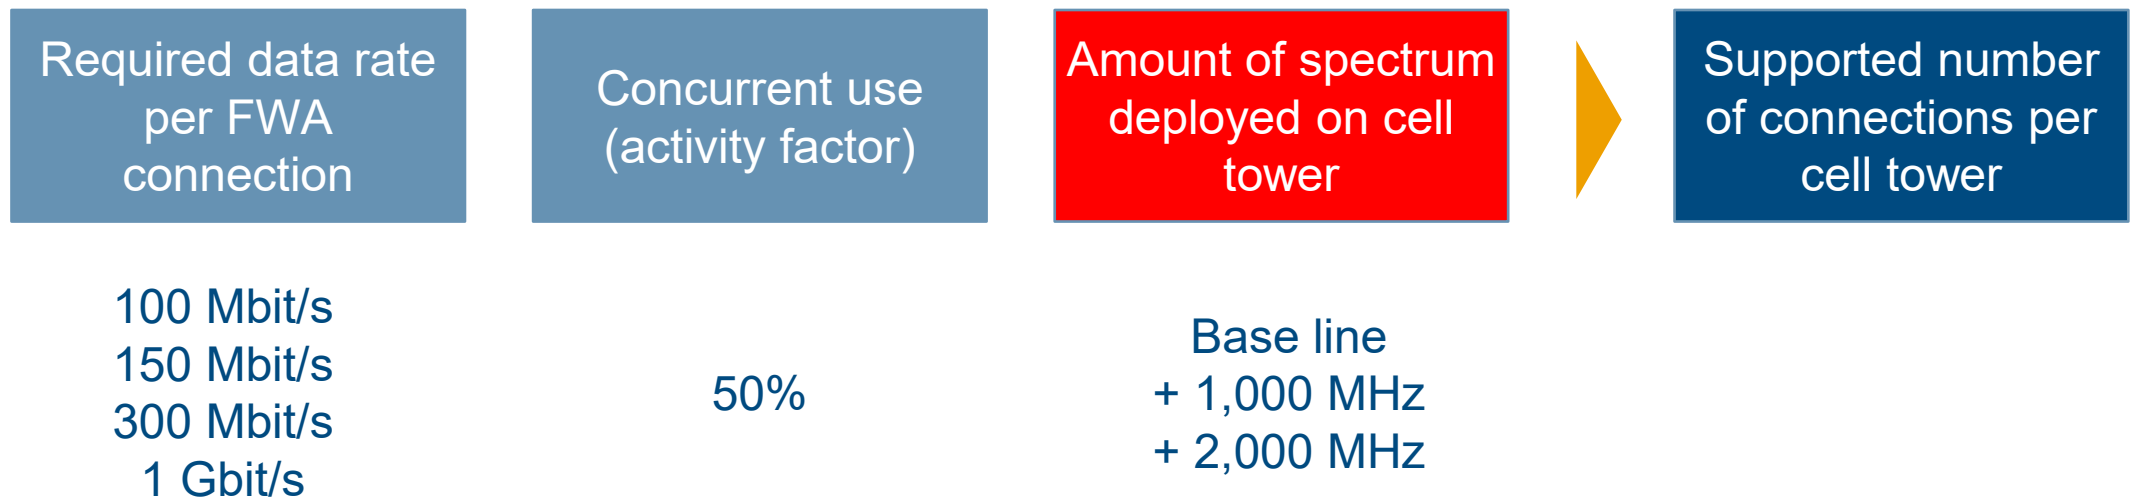 Required data rate
per FWA
connection
Concurrent use
(activity factor)
Amount of spectrum
deployed on cell
tower
Supported number
of connections per
cell tower
100 Mbit/s
150 Mbit/s
300 Mbit/s
1 Gbit/s
50%
Base line
+ 1,000 MHz
+ 2,000 MHz